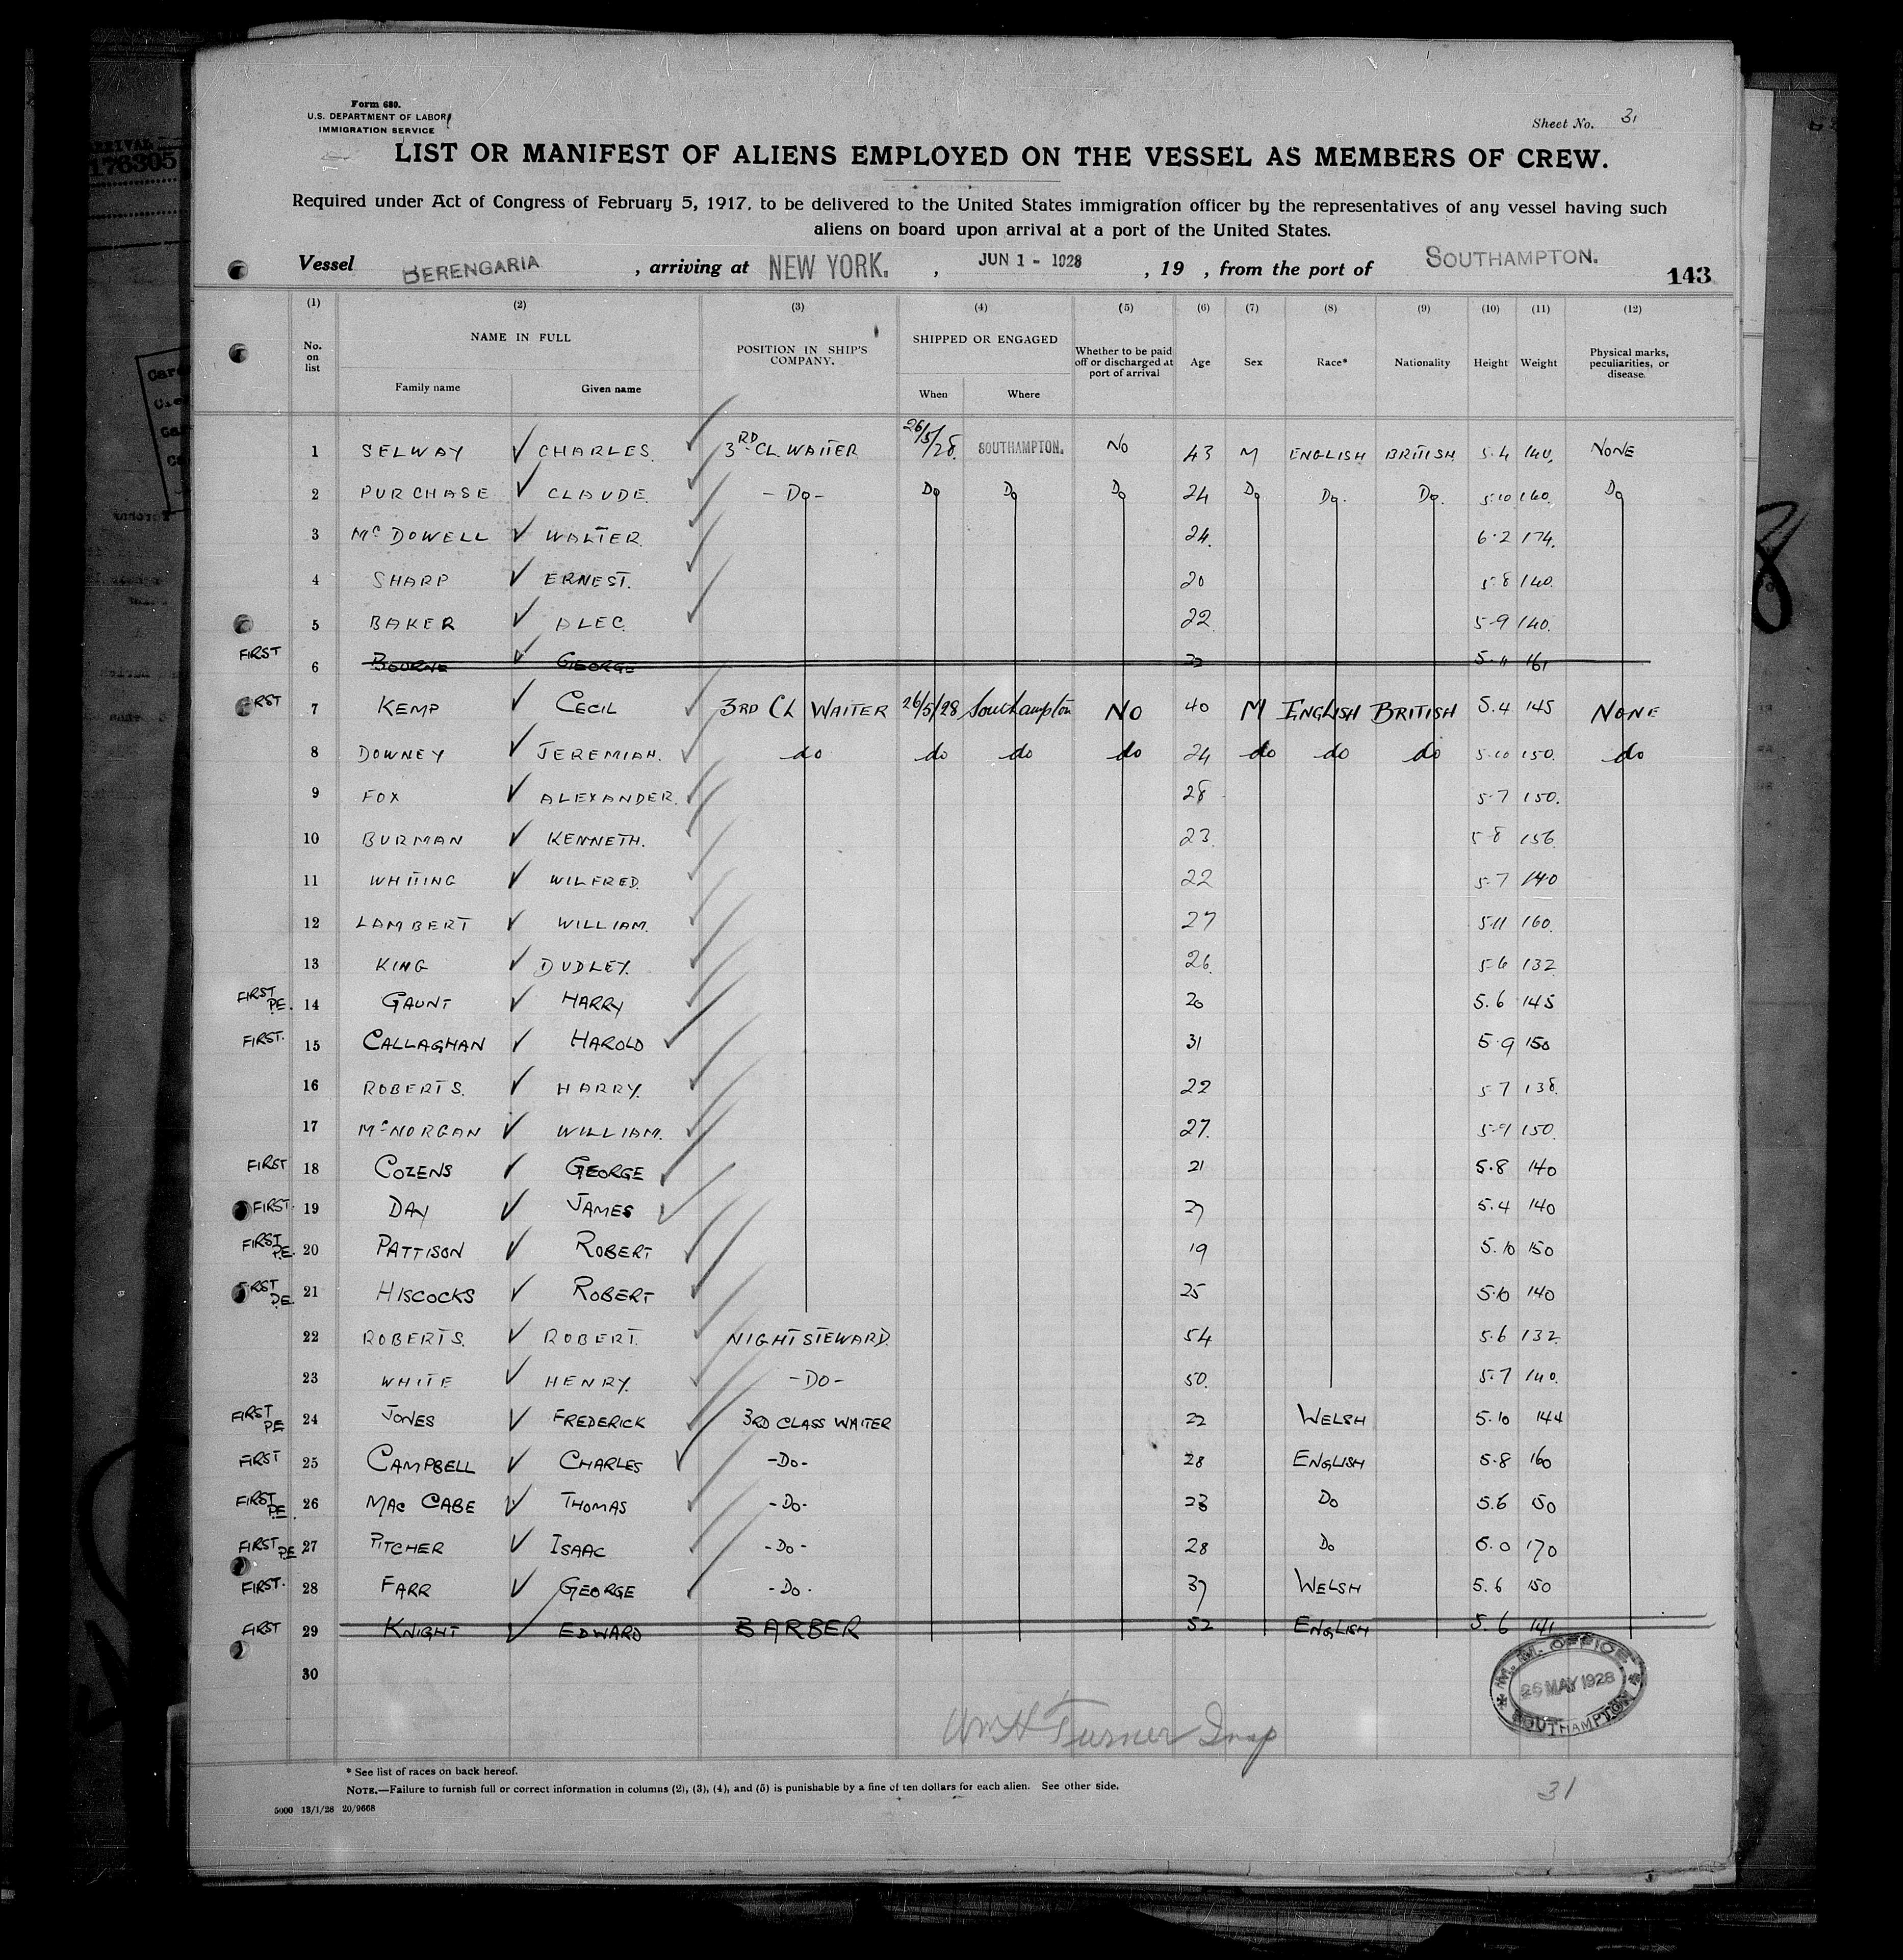 Form 680.
U.S. DEPARTMENT OF LABOR
IMMIGRATION SERVICE
Sheet No. 31
LIST OR MANIFEST OF ALIENS EMPLOYED ON THE VESSEL AS MEMBERS OF CREW.
Required under Act of Congress of February 5, 1917, to be delivered to the United States immigration officer by the representatives of any vessel having such
aliens on board upon arrival at a port of the United States.
Vessel BERENGARIA , arriving at NEW YORK. , JUN 1 - 1928 , 19 , from the port of SOUTHAMPTON.
143
(1) (2) (3) (4) (5) (6) (7) (8) (9) (10) (11) (12)
No. on list NAME IN FULL POSITION IN SHIP'S COMPANY. SHIPPED OR ENGAGED Whether to be paid off or discharged at port of arrival Age Sex Race* Nationality Height Weight Physical marks, peculiarities, or disease.
Family name Given name When Where
1 SELWAY CHARLES. 3RD CL. WAITER 26/5/28. SOUTHAMPTON. NO 43 M ENGLISH BRITISH 5.4 140. NONE
2 PURCHASE CLAUDE. - Do - Do Do Do 24 Do Do. Do. 5.10 160. Do
3 Mc DOWELL WALTER. 24. 6.2 174.
4 SHARP ERNEST. 20 5.8 140.
5 BAKER ALEC. 22. 5.9 140.
FIRST 6 BOURNE GEORGE 5.11 161
FIRST 7 KEMP CECIL 3RD CL WAITER 26/5/28 Southampton NO 40 M ENGLISH BRITISH 5.4 145 NONE
8 DOWNEY JEREMIAH. do do do do 24 do do do 5.10 150. do
9 FOX ALEXANDER. 28 5.7 150.
10 BURMAN KENNETH. 23. 5.8 156
11 WHITING WILFRED. 22 5.7 140
12 LAMBERT WILLIAM. 27 5.11 160.
13 KING DUDLEY. 26. 5.6 132
FIRST P.E. 14 GAUNT HARRY 20 5.6 145
FIRST. 15 CALLAGHAN HAROLD 31 5.9 150
16 ROBERTS. HARRY. 22 5.7 138.
17 McNORGAN WILLIAM. 27. 5.9 150.
FIRST 18 COZENS GEORGE 21 5.8 140
FIRST. 19 DAY JAMES 27 5.4 140
FIRST P.E. 20 PATTISON ROBERT 19 5.10 150
FIRST P.E. 21 HISCOCKS ROBERT 25 5.10 140
22 ROBERTS. ROBERT. NIGHT STEWARD. 54 5.6 132.
23 WHITE HENRY. - DO - 50. 5.7 140.
FIRST PE 24 JONES FREDERICK 3RD CLASS WAITER 22 WELSH 5.10 144
FIRST 25 CAMPBELL CHARLES - DO - 28 ENGLISH 5.8 160
FIRST P.E. 26 MAC CABE THOMAS - DO - 23 DO 5.6 150
FIRST P.E 27 PITCHER ISAAC - DO - 28 DO 6.0 170
FIRST. 28 FARR GEORGE - DO. 37 WELSH 5.6 150
FIRST 29 KNIGHT EDWARD BARBER 52 ENGLISH 5.6 141
30
M.M. OFFICE
26 MAY 1928
SOUTHAMPTON
Wm H Turner Insp
* See list of races on back hereof.
NOTE.—Failure to furnish full or correct information in columns (2), (3), (4), and (5) is punishable by a fine of ten dollars for each alien. See other side.
5000 13/1/28 20/9668
31
176305